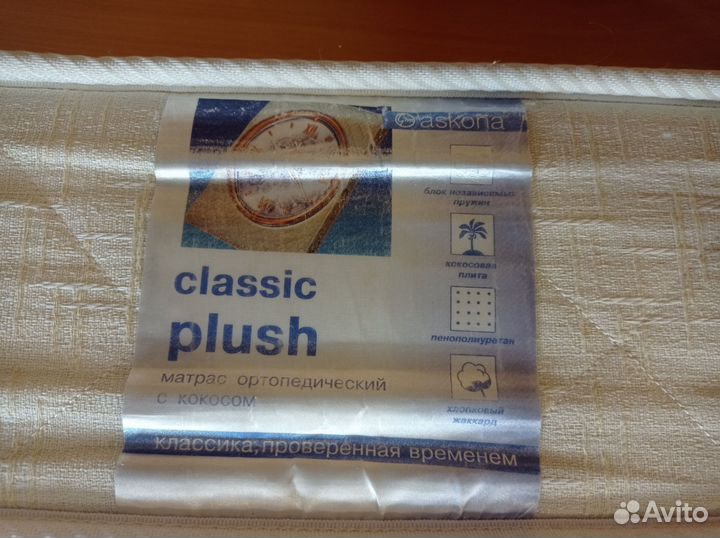 askona
блок независимых
пружин
кокосовая
плита
classic
plush
пенополиуретан
матрас ортопедический
с кокосом
хлопковый
жаккард
классика, проверенная временем
Avito